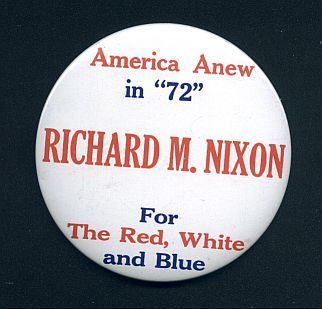 America Anew
in "72"
RICHARD M. NIXON
For
The Red, White
and Blue